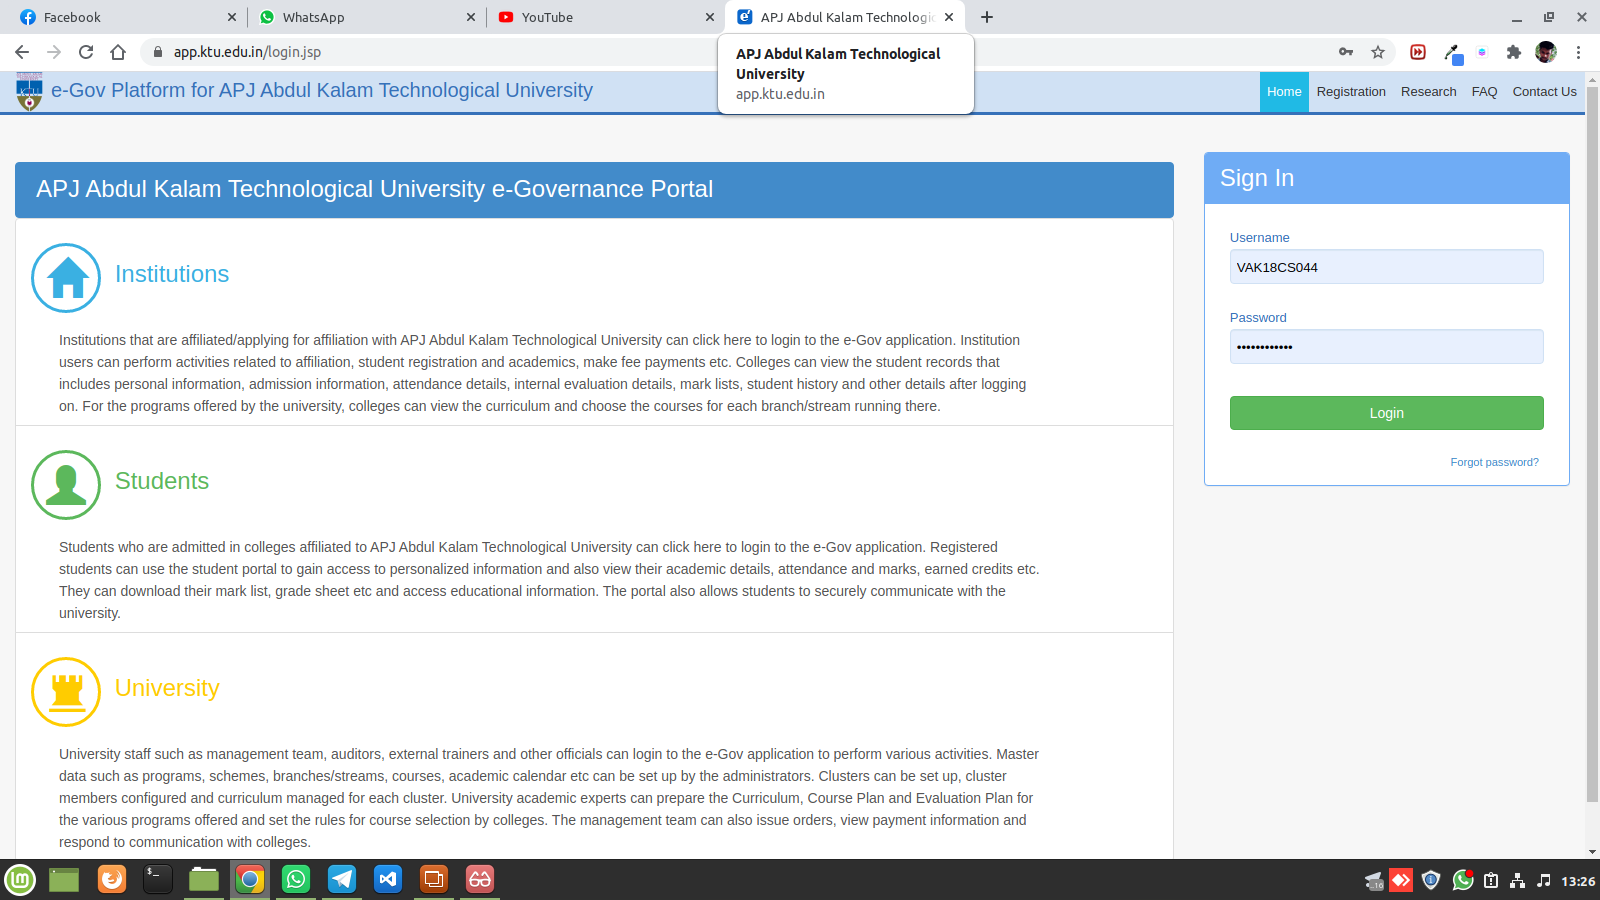 Facebook
WhatsApp
YouTube
APJ Abdul Kalam Technologic
app.ktu.edu.in/login.jsp
APJ Abdul Kalam Technological
University
app.ktu.edu.in
e-Gov Platform for APJ Abdul Kalam Technological University
Home Registration Research FAQ Contact Us
APJ Abdul Kalam Technological University e-Governance Portal
Institutions
Institutions that are affiliated/applying for affiliation with APJ Abdul Kalam Technological University can click here to login to the e-Gov application. Institution
users can perform activities related to affiliation, student registration and academics, make fee payments etc. Colleges can view the student records that
includes personal information, admission information, attendance details, internal evaluation details, mark lists, student history and other details after logging
on. For the programs offered by the university, colleges can view the curriculum and choose the courses for each branch/stream running there.
Students
Students who are admitted in colleges affiliated to APJ Abdul Kalam Technological University can click here to login to the e-Gov application. Registered
students can use the student portal to gain access to personalized information and also view their academic details, attendance and marks, earned credits etc.
They can download their mark list, grade sheet etc and access educational information. The portal also allows students to securely communicate with the
university.
University
University staff such as management team, auditors, external trainers and other officials can login to the e-Gov application to perform various activities. Master
data such as programs, schemes, branches/streams, courses, academic calendar etc can be set up by the administrators. Clusters can be set up, cluster
members configured and curriculum managed for each cluster. University academic experts can prepare the Curriculum, Course Plan and Evaluation Plan for
the various programs offered and set the rules for course selection by colleges. The management team can also issue orders, view payment information and
respond to communication with colleges.
Sign In
Username
VAK18CS044
Password
••••••••••••
Login
Forgot password?
13:26